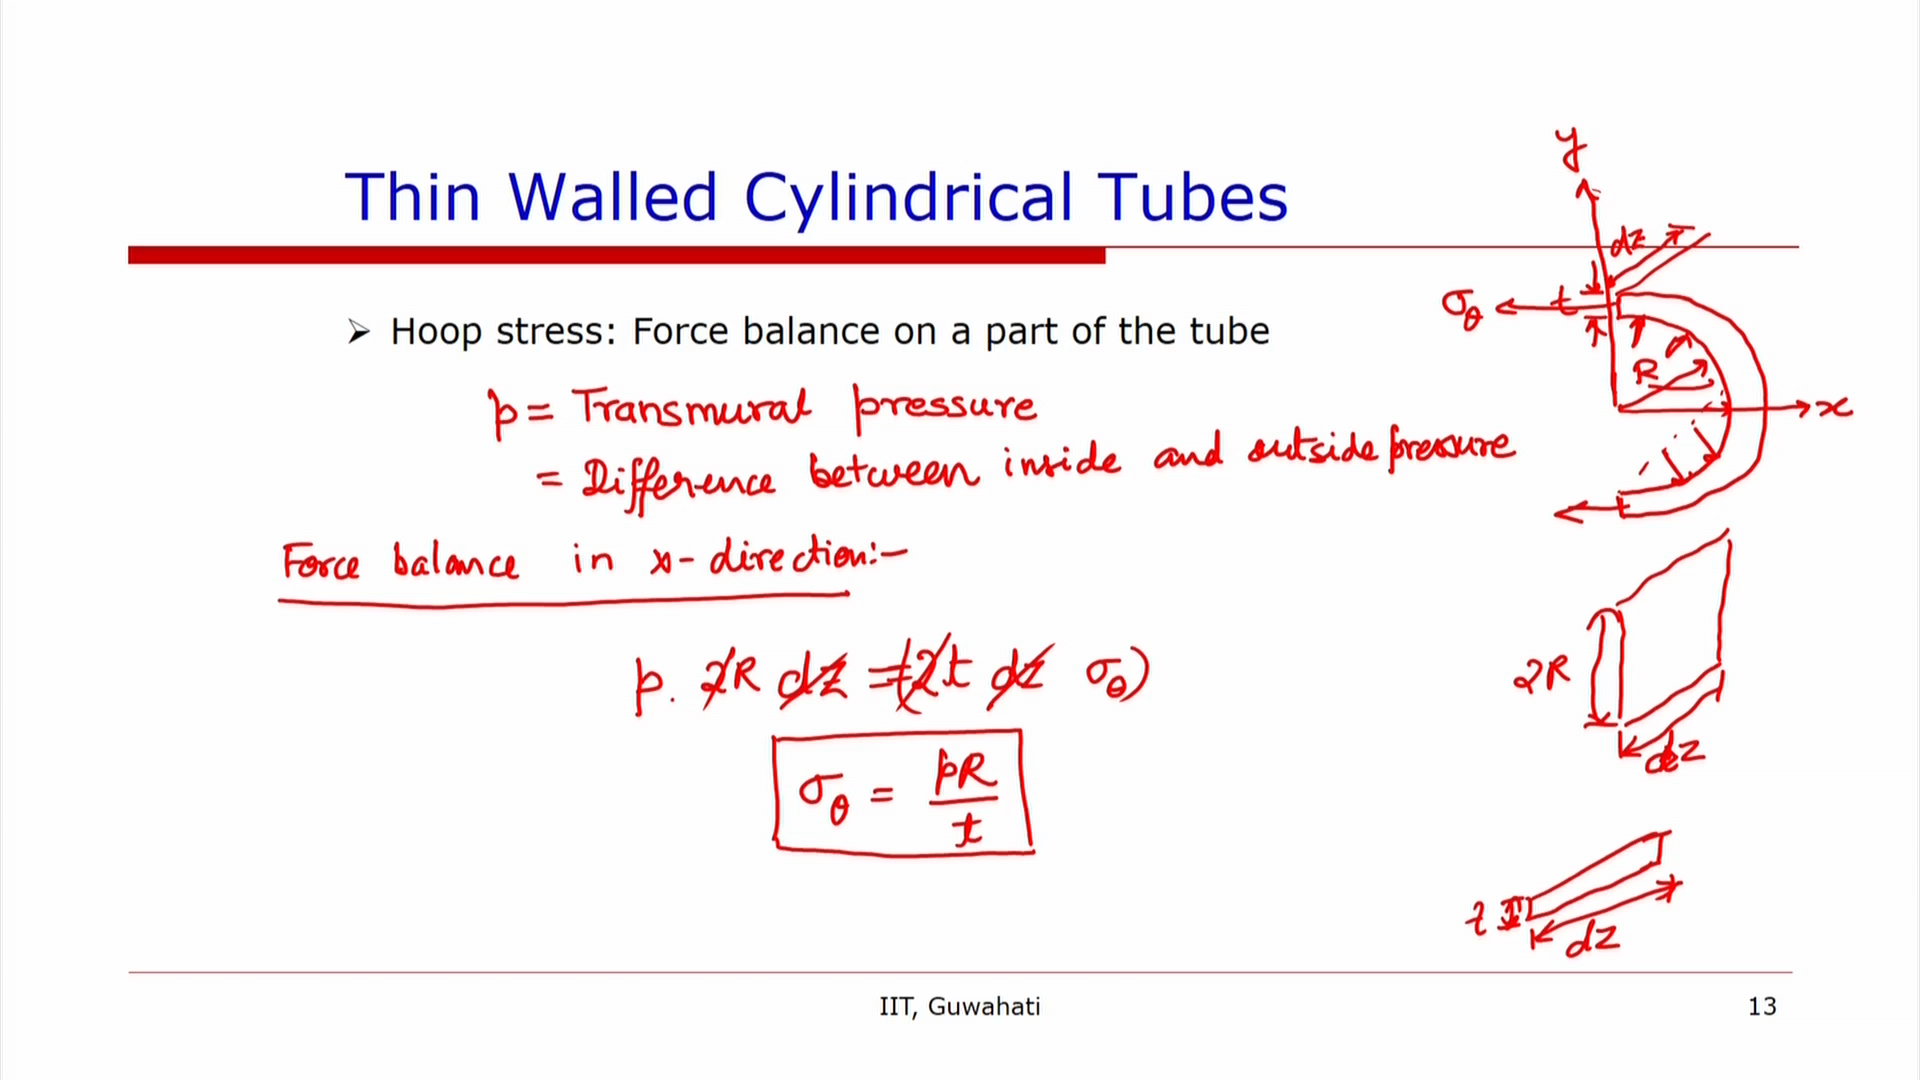 Thin Walled Cylindrical Tubes
➢ Hoop stress: Force balance on a part of the tube
p = Transmural pressure
= Difference between inside and outside pressure
Force balance in x-direction:-
p. 2R dz = (2t dz σθ)
σθ = pR/t
y
dz
σθ
t
R
x
2R
dz
t
dz
IIT, Guwahati
13